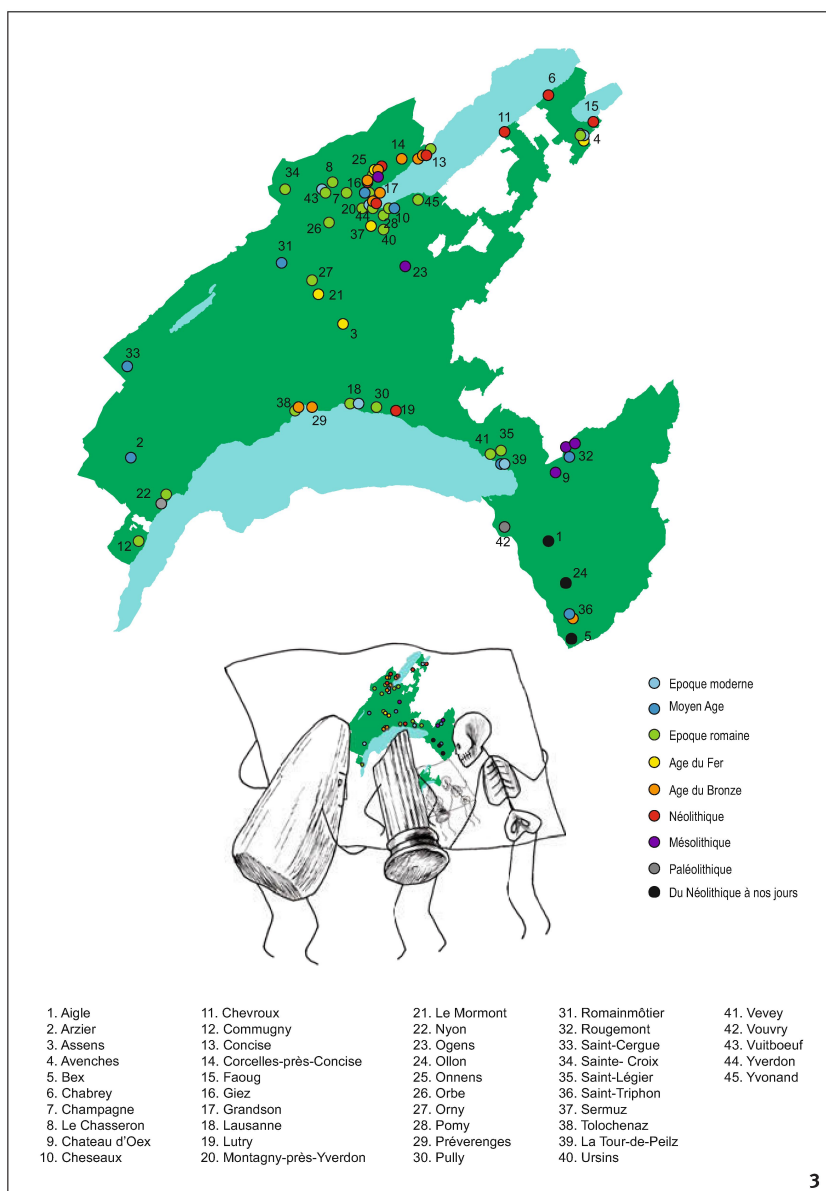 6
15
11
4
14
13
25
8
34
16
17
43
7
45
20
10
44
28
26
37
40
31
23
27
21
3
33
18
30
38
19
29
35
41
2
32
39
9
22
42
1
12
24
36
5
Epoque moderne
Moyen Age
Epoque romaine
Age du Fer
Age du Bronze
Néolithique
Mésolithique
Paléolithique
Du Néolithique à nos jours
1. Aigle
2. Arzier
3. Assens
4. Avenches
5. Bex
6. Chabrey
7. Champagne
8. Le Chasseron
9. Chateau d'Oex
10. Cheseaux
11. Chevroux
12. Commugny
13. Concise
14. Corcelles-près-Concise
15. Faoug
16. Giez
17. Grandson
18. Lausanne
19. Lutry
20. Montagny-près-Yverdon
21. Le Mormont
22. Nyon
23. Ogens
24. Ollon
25. Onnens
26. Orbe
27. Orny
28. Pomy
29. Préverenges
30. Pully
31. Romainmôtier
32. Rougemont
33. Saint-Cergue
34. Sainte- Croix
35. Saint-Légier
36. Saint-Triphon
37. Sermuz
38. Tolochenaz
39. La Tour-de-Peilz
40. Ursins
41. Vevey
42. Vouvry
43. Vuitboeuf
44. Yverdon
45. Yvonand
3